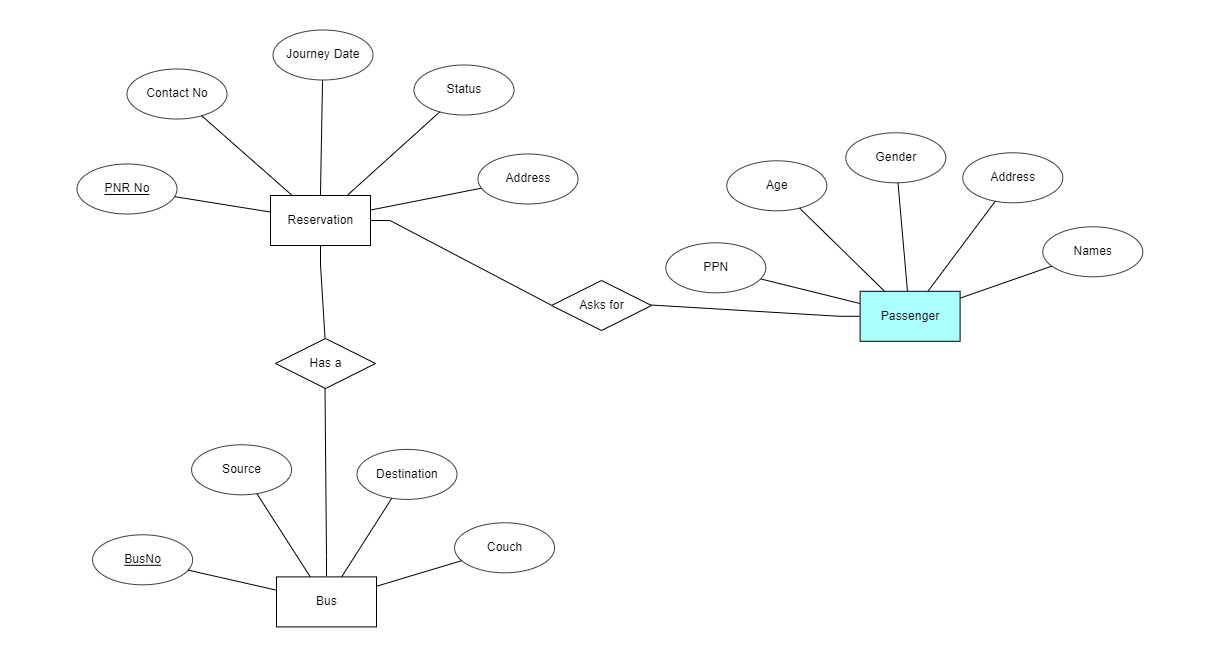 Journey Date
Contact No
Status
PNR No
Address
Reservation
Gender
Age
Address
Names
PPN
Asks for
Passenger
Has a
Source
Destination
BusNo
Couch
Bus